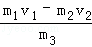 m₁v₁ − m₂v₂
m₃